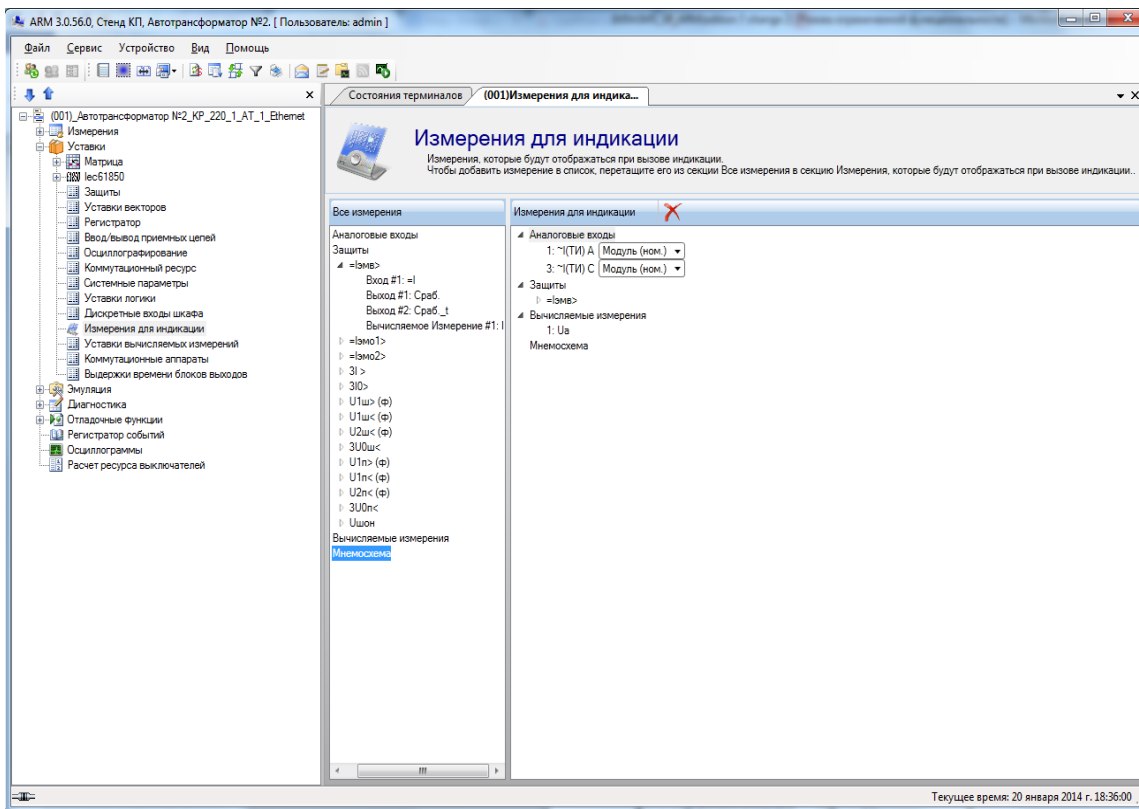 ARM 3.0.56.0, Стенд КП, Автотрансформатор №2. [ Пользователь: admin ]
Файл Сервис Устройство Вид Помощь
Состояния терминалов
(001)Измерения для индика...
(001)_Автотрансформатор №2_KP_220_1_AT_1_Ethernet
Измерения
Уставки
Матрица
Iec61850
Защиты
Уставки векторов
Регистратор
Ввод/вывод приемных цепей
Осциллографирование
Коммутационный ресурс
Системные параметры
Уставки логики
Дискретные входы шкафа
Измерения для индикации
Уставки вычисляемых измерений
Коммутационные аппараты
Выдержки времени блоков выходов
Эмуляция
Диагностика
Отладочные функции
Регистратор событий
Осциллограммы
Расчет ресурса выключателей
Измерения для индикации
Измерения, которые будут отображаться при вызове индикации.
Чтобы добавить измерение в список, перетащите его из секции Все измерения в секцию Измерения, которые будут отображаться при вызове индикации..
Все измерения
Аналоговые входы
Защиты
=Iэмв>
Вход #1: =I
Выход #1: Сраб.
Выход #2: Сраб._t
Вычисляемое Измерение #1: I
=Iэмо1>
=Iэмо2>
3I >
3I0>
U1ш> (ф)
U1ш< (ф)
U2ш< (ф)
3U0ш<
U1п> (ф)
U1п< (ф)
U2п< (ф)
3U0п<
Uшон
Вычисляемые измерения
Мнемосхема
Измерения для индикации
Аналоговые входы
1: ~I(ТИ) A Модуль (ном.)
3: ~I(ТИ) C Модуль (ном.)
Защиты
=Iэмв>
Вычисляемые измерения
1: Ua
Мнемосхема
Текущее время: 20 января 2014 г. 18:36:00